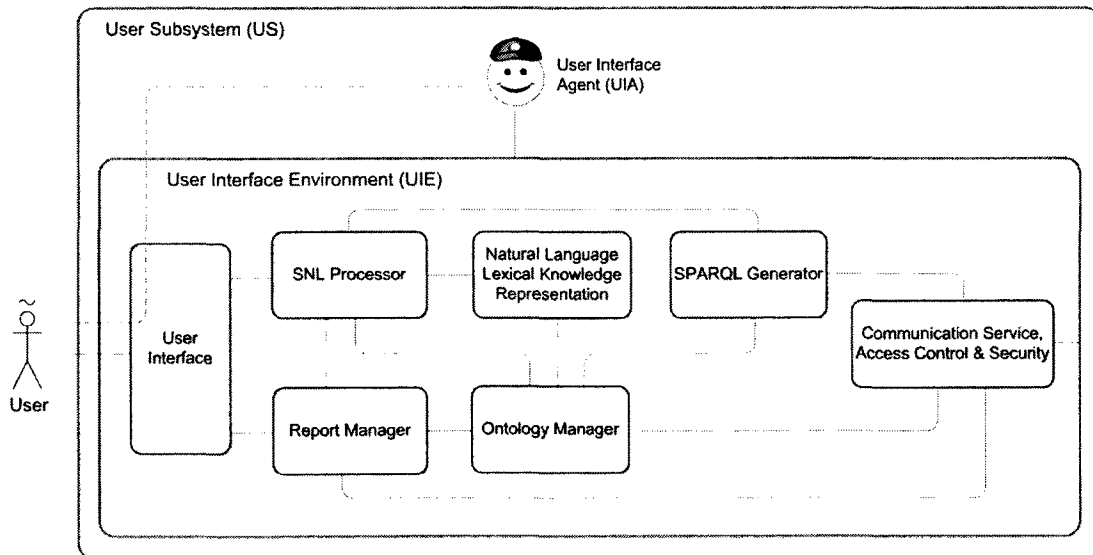 User Subsystem (US)
User Interface
Agent (UIA)
User Interface Environment (UIE)
SNL Processor
Natural Language
Lexical Knowledge
Representation
SPARQL Generator
User
Interface
Communication Service,
Access Control & Security
User
Report Manager
Ontology Manager